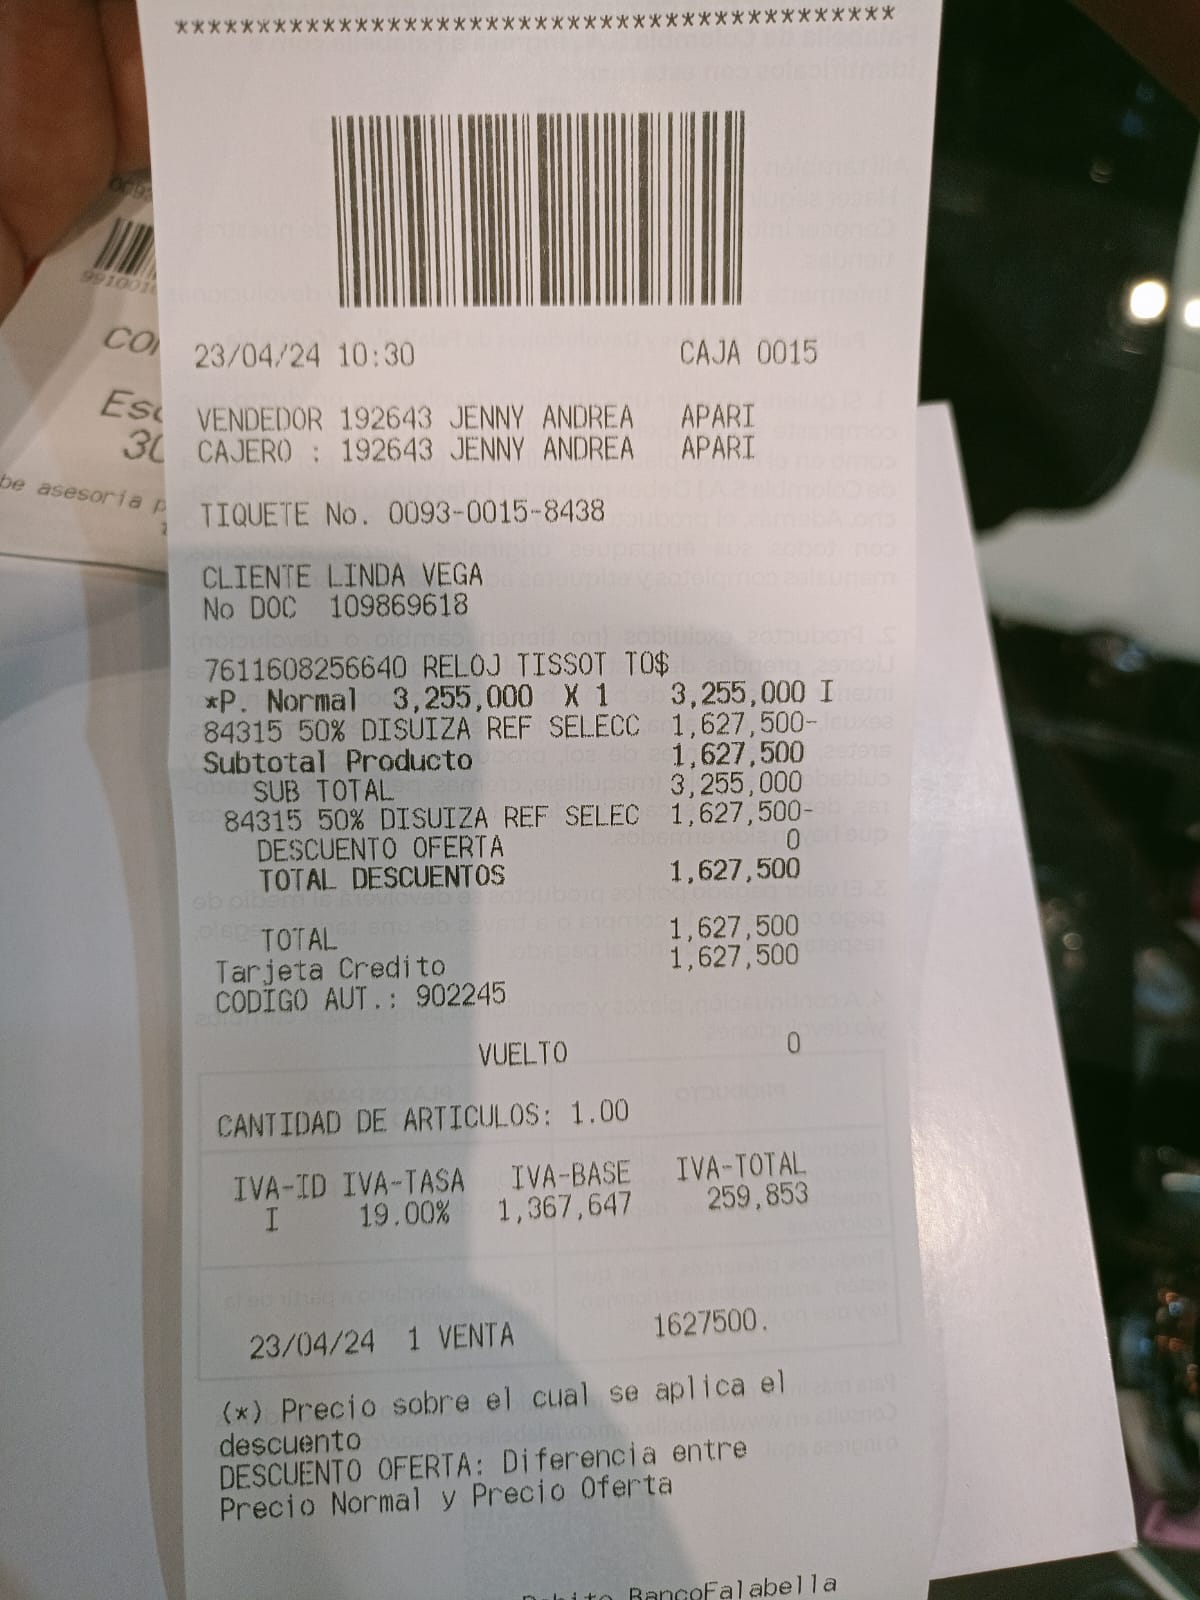 ******************************************
23/04/24 10:30 CAJA 0015
VENDEDOR 192643 JENNY ANDREA APARI
CAJERO : 192643 JENNY ANDREA APARI
TIQUETE No. 0093-0015-8438
CLIENTE LINDA VEGA
No DOC 109869618
7611608256640 RELOJ TISSOT TO$
*P. Normal 3,255,000 X 1 3,255,000 I
84315 50% DISUIZA REF SELECC 1,627,500-
Subtotal Producto 1,627,500
SUB TOTAL 3,255,000
84315 50% DISUIZA REF SELEC 1,627,500-
DESCUENTO OFERTA 0
TOTAL DESCUENTOS 1,627,500
TOTAL 1,627,500
Tarjeta Credito 1,627,500
CODIGO AUT.: 902245
VUELTO 0
CANTIDAD DE ARTICULOS: 1.00
IVA-ID IVA-TASA IVA-BASE IVA-TOTAL
I 19.00% 1,367,647 259,853
23/04/24 1 VENTA 1627500.
(*) Precio sobre el cual se aplica el
descuento
DESCUENTO OFERTA: Diferencia entre
Precio Normal y Precio Oferta
BancoFalabella
be asesoría